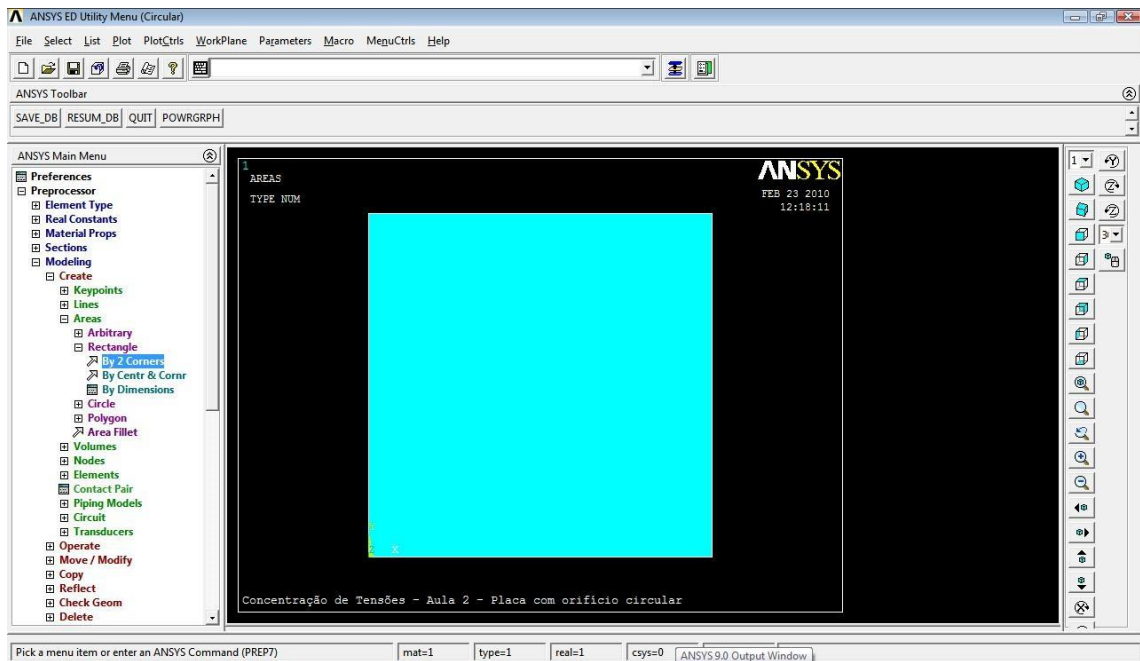 ANSYS ED Utility Menu (Circular)
File Select List Plot PlotCtrls WorkPlane Parameters Macro MenuCtrls Help
ANSYS Toolbar
SAVE_DB RESUM_DB QUIT POWRGRPH
ANSYS Main Menu
Preferences
Preprocessor
Element Type
Real Constants
Material Props
Sections
Modeling
Create
Keypoints
Lines
Areas
Arbitrary
Rectangle
By 2 Corners
By Centr & Cornr
By Dimensions
Circle
Polygon
Area Fillet
Volumes
Nodes
Elements
Contact Pair
Piping Models
Circuit
Transducers
Operate
Move / Modify
Copy
Reflect
Check Geom
Delete
1
AREAS
TYPE NUM
ANSYS
FEB 23 2010
12:18:11
Z X
Concentração de Tensões - Aula 2 - Placa com orifício circular
1
Pick a menu item or enter an ANSYS Command (PREP7)
mat=1 type=1 real=1 csys=0
ANSYS 9.0 Output Window